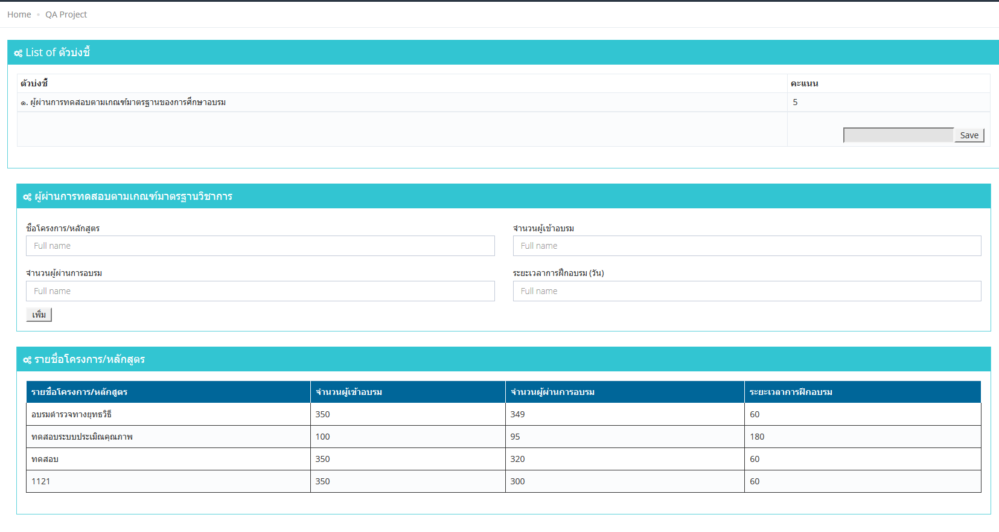 Home • QA Project
List of ตัวบ่งชี้
ตัวบ่งชี้ คะแนน
๑. ผู้ผ่านการทดสอบตามเกณฑ์มาตรฐานของการศึกษาอบรม 5
Save
ผู้ผ่านการทดสอบตามเกณฑ์มาตรฐานวิชาการ
ชื่อโครงการ/หลักสูตร จำนวนผู้เข้าอบรม
Full name Full name
จำนวนผู้ผ่านการอบรม ระยะเวลาการฝึกอบรม (วัน)
Full name Full name
เพิ่ม
รายชื่อโครงการ/หลักสูตร
รายชื่อโครงการ/หลักสูตร จำนวนผู้เข้าอบรม จำนวนผู้ผ่านการอบรม ระยะเวลาการฝึกอบรม
อบรมตำรวจทางยุทธวิธี 350 349 60
ทดสอบระบบประเมิณคุณภาพ 100 95 180
ทดสอบ 350 320 60
1121 350 300 60